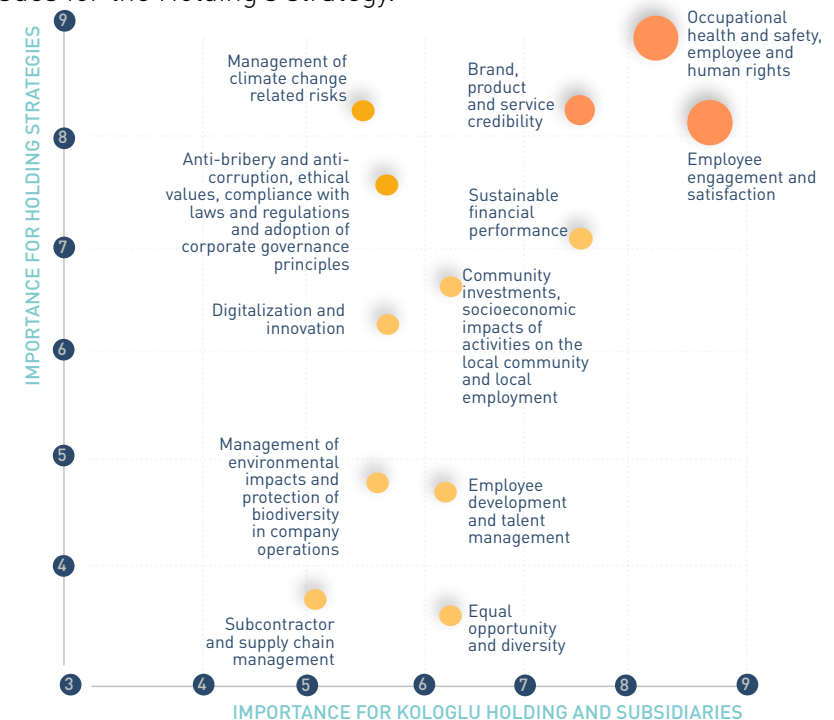 sues for the Holding's Strategy.
IMPORTANCE FOR HOLDING STRATEGIES
9
8
7
6
5
4
Occupational
health and safety,
employee and
human rights
Management of
climate change
related risks
Brand,
product
and service
credibility
Employee
engagement and
satisfaction
Anti-bribery and anti-
corruption, ethical
values, compliance with
laws and regulations
and adoption of
corporate governance
principles
Sustainable
financial
performance
Community
investments,
socioeconomic
impacts of
activities on the
local community
and local
employment
Digitalization and
innovation
Management of
environmental
impacts and
protection of
biodiversity
in company
operations
Employee
development
and talent
management
Subcontractor
and supply chain
management
Equal
opportunity
and diversity
3
4
5
6
7
8
9
IMPORTANCE FOR KOLOGLU HOLDING AND SUBSIDIARIES